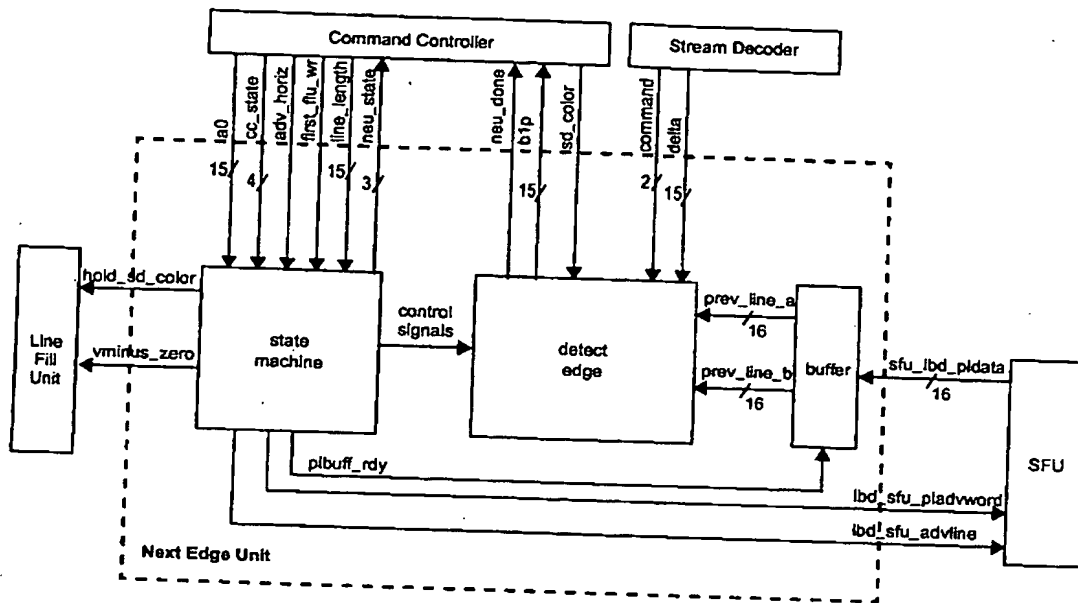 Command Controller
Stream Decoder
a0
cc_state
adv_horiz
first_flu_wr
line_length
neu_state
neu_done
b1p
sd_color
command
delta
15
4
15
3
15
2
15
hold_sd_color
vminus_zero
Line
Fill
Unit
state
machine
control
signals
detect
edge
prev_line_a
16
prev_line_b
16
buffer
sfu_lbd_pldata
16
SFU
plbuff_rdy
lbd_sfu_pladvword
lbd_sfu_advline
Next Edge Unit